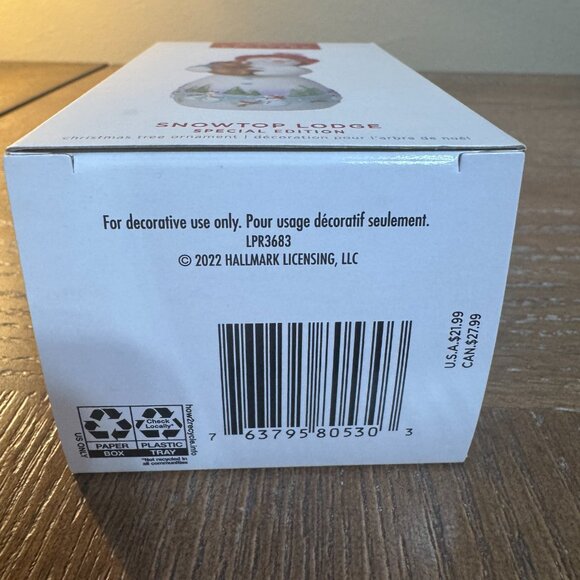 SNOWTOP LODGE
SPECIAL EDITION
christmas tree ornament | décoration pour l'arbre de noël
For decorative use only. Pour usage décoratif seulement.
LPR3683
© 2022 HALLMARK LICENSING, LLC
U.S.A.$21.99
CAN.$27.99
7 63795 80530 3
US ONLY
Check Locally*
PAPER BOX
PLASTIC TRAY
*Not recycled in
all communities
how2recycle.info